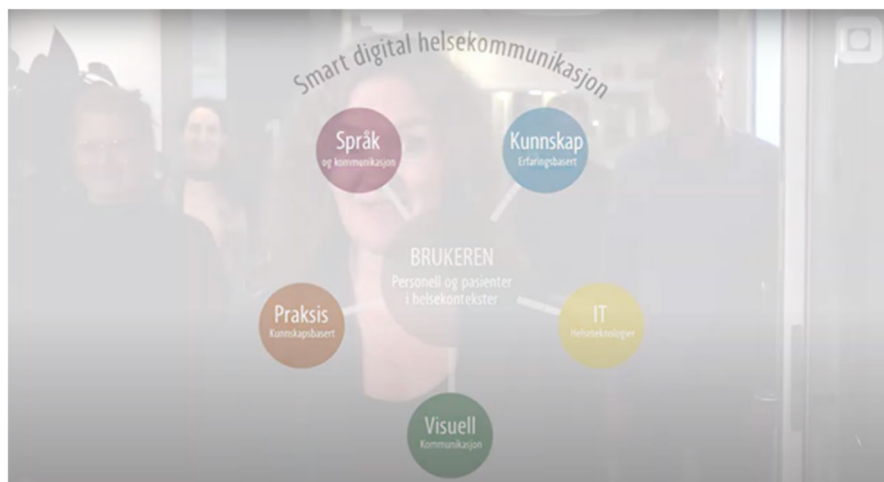 Smart digital helsekommunikasjon
Språk
og kommunikasjon
Kunnskap
Erfaringsbasert
BRUKEREN
Personell og pasienter
i helsekontekster
Praksis
Kunnskapsbasert
IT
Helseteknologier
Visuell
Kommunikasjon